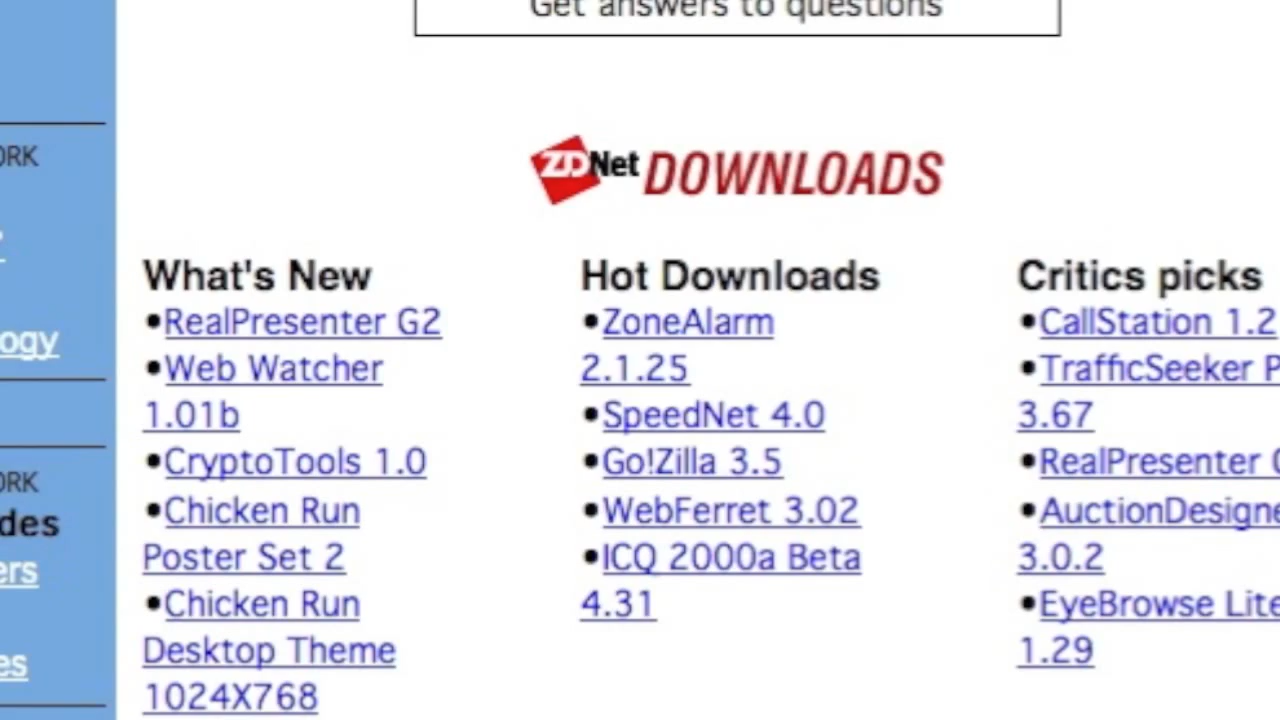 Get answers to questions
ORK
ogy
ORK
des
ers
es
ZDNet DOWNLOADS
What's New
•RealPresenter G2
•Web Watcher
1.01b
•CryptoTools 1.0
•Chicken Run
Poster Set 2
•Chicken Run
Desktop Theme
1024X768
Hot Downloads
•ZoneAlarm
2.1.25
•SpeedNet 4.0
•Go!Zilla 3.5
•WebFerret 3.02
•ICQ 2000a Beta
4.31
Critics picks
•CallStation 1.2
•TrafficSeeker P
3.67
•RealPresenter
•AuctionDesigne
3.0.2
•EyeBrowse Lite
1.29